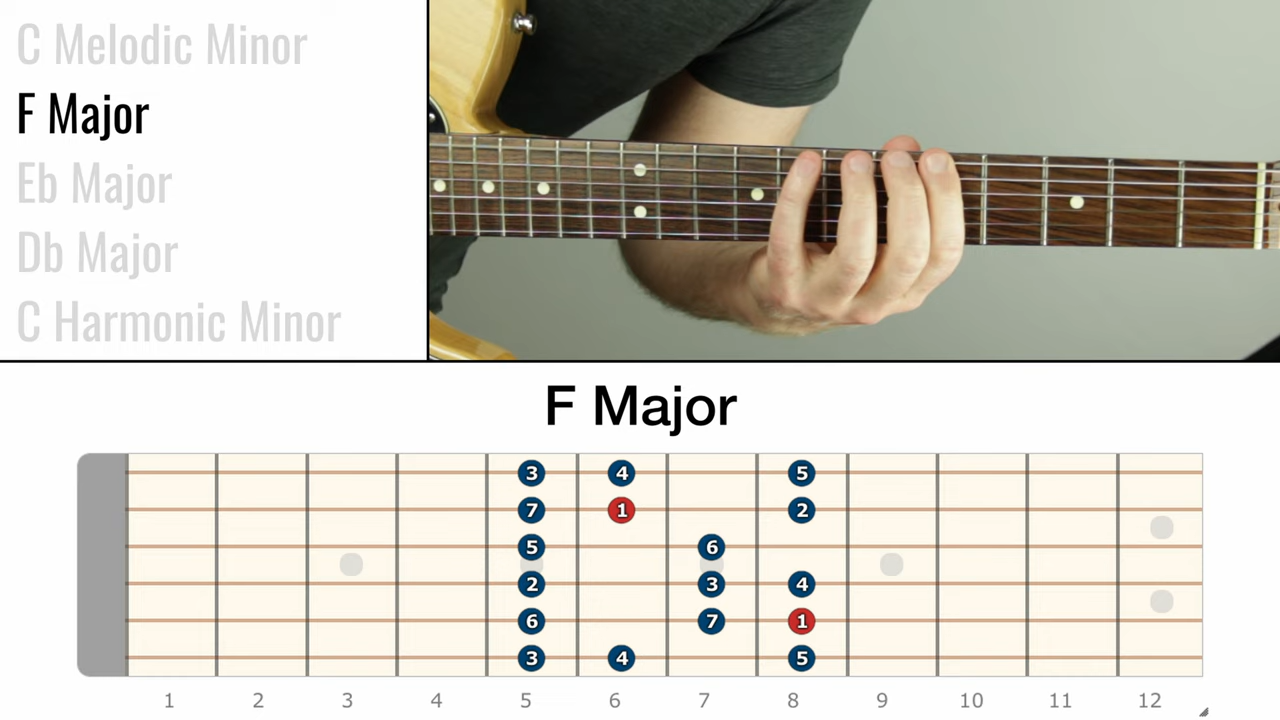 C Melodic Minor
F Major
Eb Major
Db Major
C Harmonic Minor
F Major
3 4 5
7 1 2
5 6
2 3 4
6 7 1
3 4 5
1 2 3 4 5 6 7 8 9 10 11 12